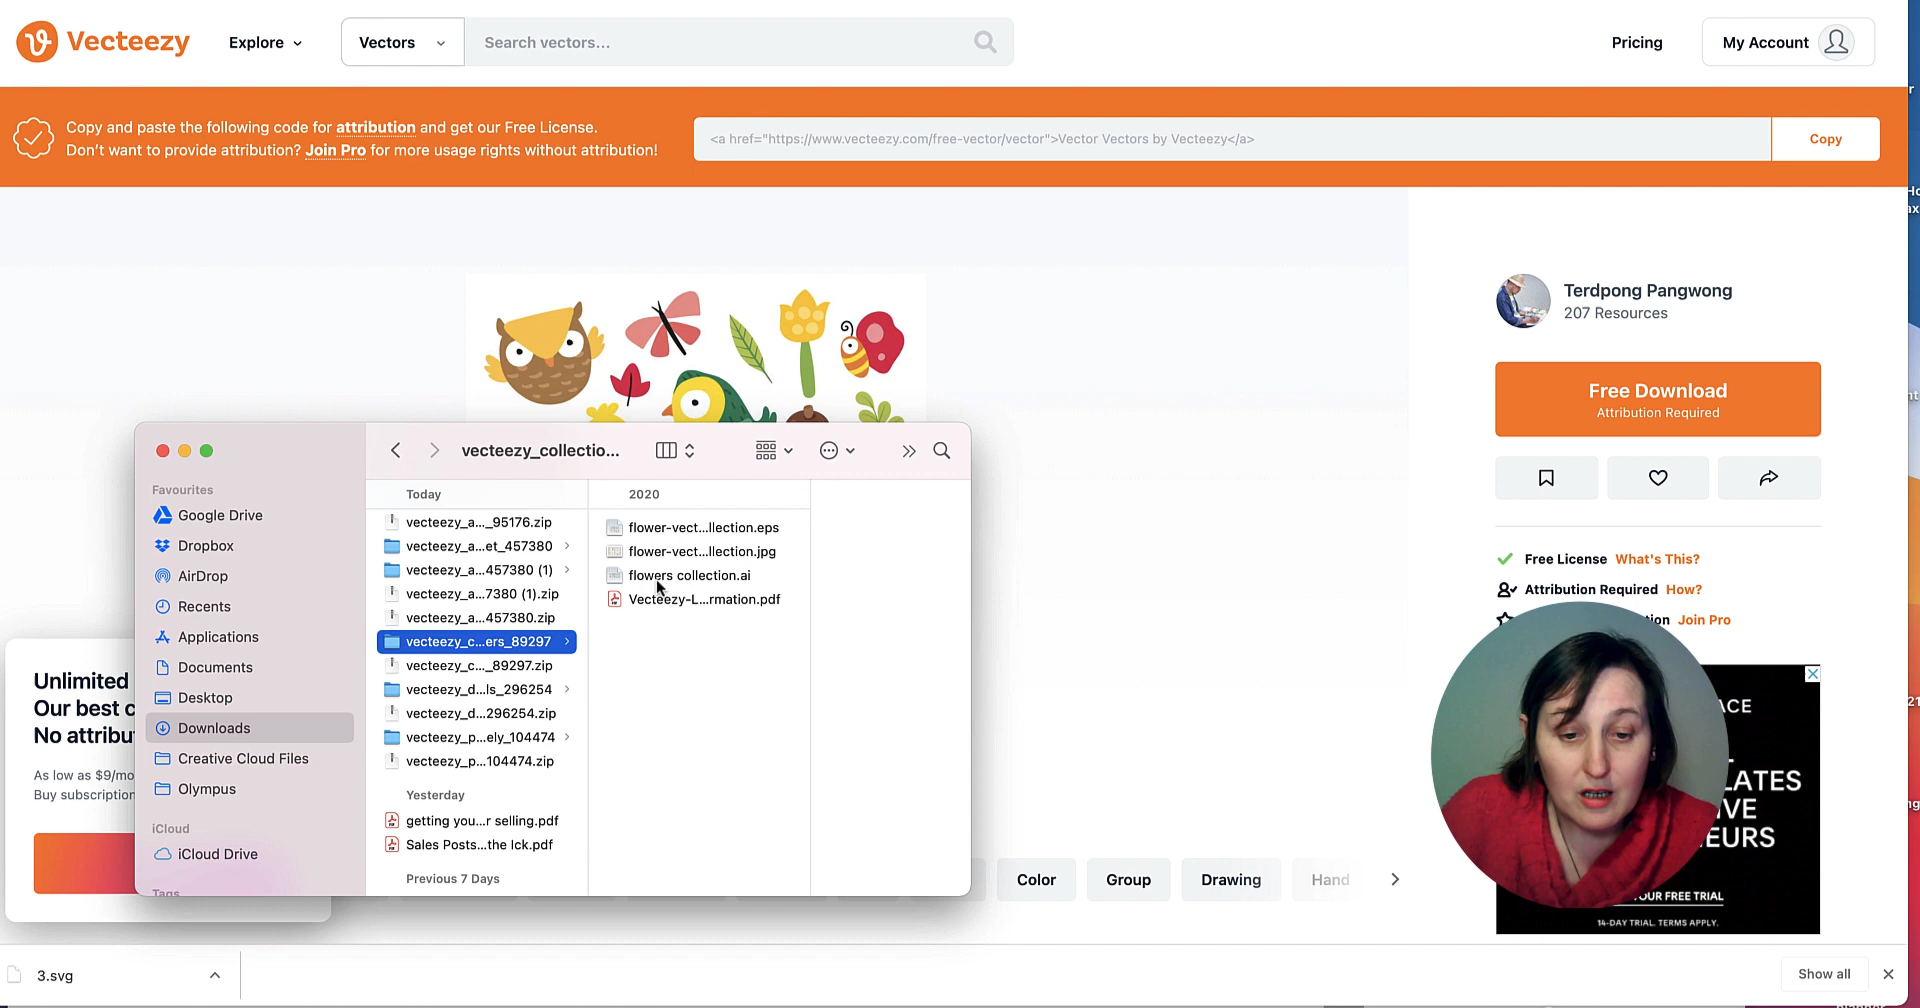 Vecteezy
Explore
Vectors
Search vectors...
Pricing
My Account
Copy and paste the following code for attribution and get our Free License.
Don't want to provide attribution? Join Pro for more usage rights without attribution!
<a href="https://www.vecteezy.com/free-vector/vector">Vector Vectors by Vecteezy</a>
Copy
Terdpong Pangwong
207 Resources
Free Download
Attribution Required
Free License What's This?
Attribution Required How?
Join Pro
Unlimited
Our best
As low as $9/mo
Buy subscription
vecteezy_collectio...
Favourites
Google Drive
Dropbox
AirDrop
Recents
Applications
Documents
Desktop
Downloads
Creative Cloud Files
Olympus
iCloud
iCloud Drive
Tags
Today
vecteezy_a..._95176.zip
vecteezy_a...et_457380
vecteezy_a...457380 (1)
vecteezy_a...7380 (1).zip
vecteezy_a...457380.zip
vecteezy_c...ers_89297
vecteezy_c..._89297.zip
vecteezy_d...ls_296254
vecteezy_d...296254.zip
vecteezy_p...ely_104474
vecteezy_p...104474.zip
Yesterday
getting you...r selling.pdf
Sales Posts...the lck.pdf
Previous 7 Days
2020
flower-vect...llection.eps
flower-vect...llection.jpg
flowers collection.ai
Vecteezy-L...rmation.pdf
Color
Group
Drawing
Hand
OUR FREE TRIAL
14-DAY TRIAL. TERMS APPLY.
3.svg
Show all